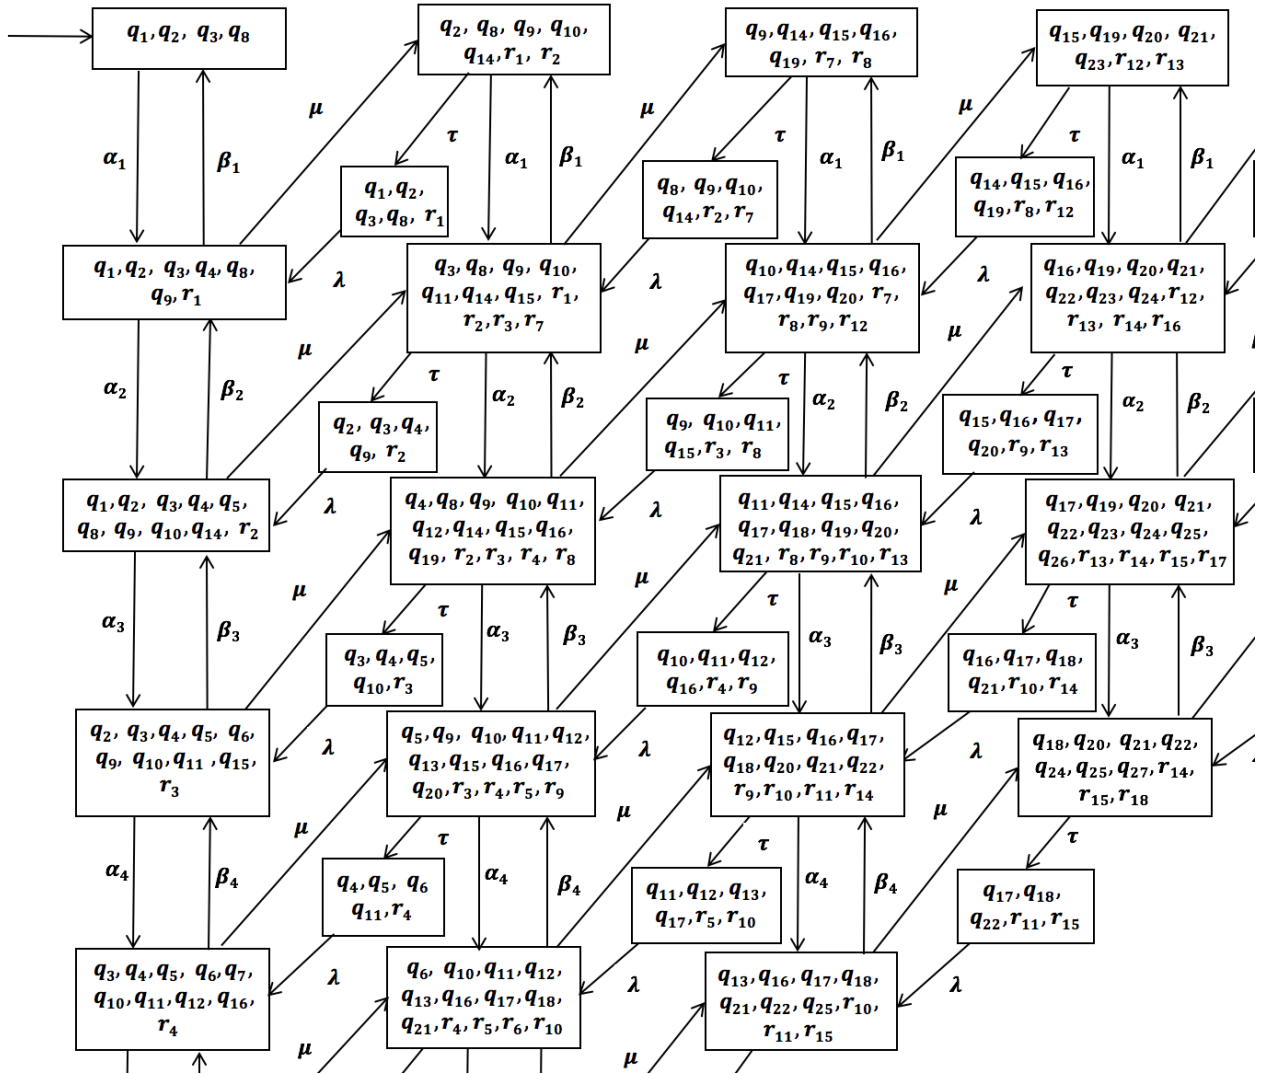 q1,q2, q3,q8
q2, q8, q9, q10,
q14,r1, r2
q9,q14,q15,q16,
q19, r7, r8
q15,q19,q20, q21,
q23,r12,r13
μ
μ
μ
α1
β1
τ
α1
β1
τ
α1
β1
τ
α1
β1
q1,q2,
q3,q8, r1
q8, q9,q10,
q14,r2,r7
q14,q15,q16,
q19,r8,r12
q1,q2, q3,q4,q8,
q9,r1
λ
q3,q8, q9, q10,
q11,q14,q15, r1,
r2,r3,r7
λ
q10,q14,q15,q16,
q17,q19,q20, r7,
r8,r9,r12
λ
q16,q19,q20,q21,
q22,q23,q24,r12,
r13, r14,r16
μ
μ
μ
α2
β2
τ
α2
β2
τ
α2
β2
τ
α2
β2
q2, q3,q4,
q9, r2
q9, q10,q11,
q15,r3, r8
q15,q16,q17,
q20,r9,r13
q1,q2, q3,q4,q5,
q8, q9,q10,q14, r2
λ
q4,q8,q9, q10,q11,
q12,q14,q15,q16,
q19, r2,r3,r4,r8
λ
q11,q14,q15,q16,
q17,q18,q19,q20,
q21, r8,r9,r10,r13
λ
q17,q19,q20,q21,
q22,q23,q24,q25,
q26,r13,r14,r15,r17
μ
μ
μ
α3
β3
τ
α3
β3
τ
α3
β3
τ
α3
β3
q3,q4,q5,
q10,r3
q10,q11,q12,
q16,r4,r9
q16,q17,q18,
q21,r10,r14
q2, q3,q4,q5, q6,
q9, q10,q11 ,q15,
r3
λ
q5,q9, q10,q11,q12,
q13,q15,q16,q17,
q20,r3,r4,r5,r9
λ
q12,q15,q16,q17,
q18,q20,q21,q22,
r9,r10,r11,r14
λ
q18,q20, q21,q22,
q24,q25,q27,r14,
r15,r18
μ
μ
μ
α4
β4
τ
α4
β4
τ
α4
β4
τ
q4,q5, q6
q11,r4
q11,q12,q13,
q17,r5,r10
q17,q18,
q22,r11,r15
q3,q4,q5, q6,q7,
q10,q11,q12,q16,
r4
λ
q6, q10,q11,q12,
q13,q16,q17,q18,
q21,r4,r5,r6,r10
λ
q13,q16,q17,q18,
q21,q22,q25,r10,
r11,r15
λ
μ
μ